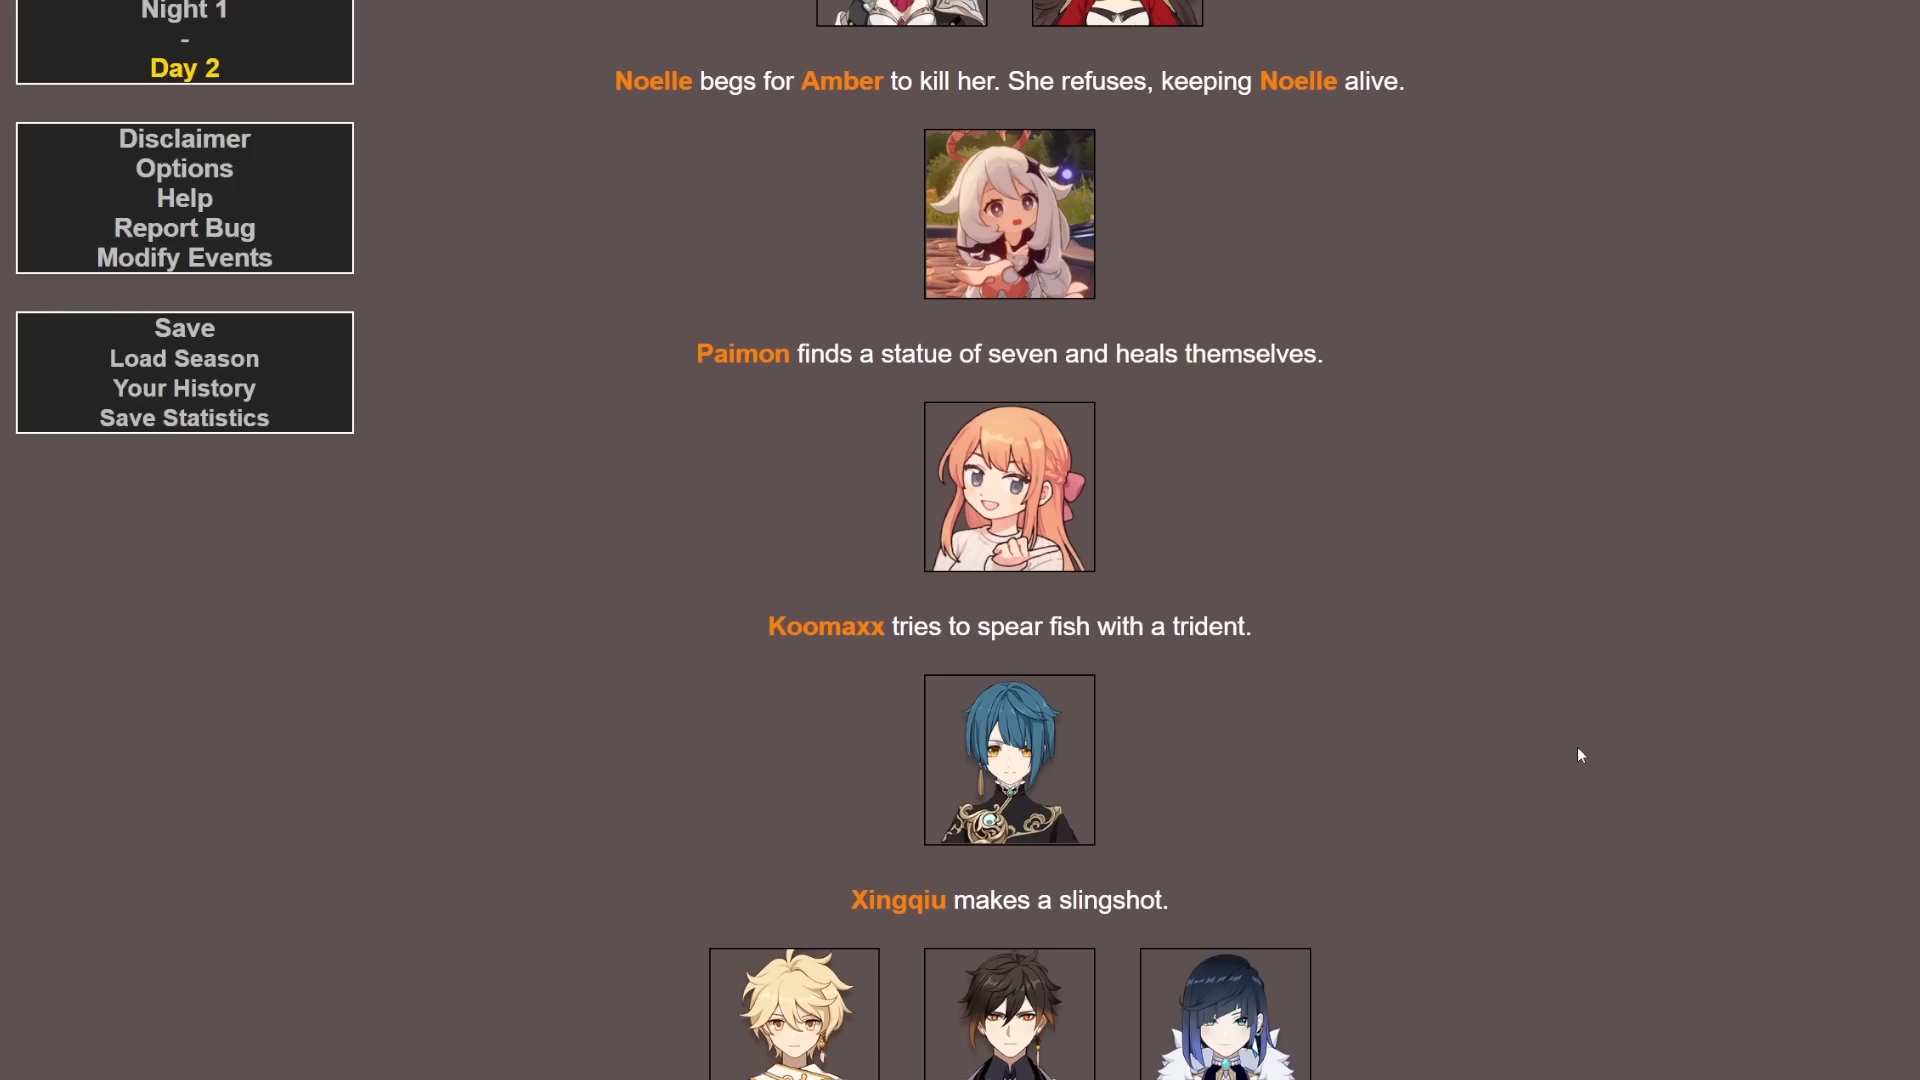 Night 1
-
Day 2
Disclaimer
Options
Help
Report Bug
Modify Events
Save
Load Season
Your History
Save Statistics
Noelle begs for Amber to kill her. She refuses, keeping Noelle alive.
Paimon finds a statue of seven and heals themselves.
Koomaxx tries to spear fish with a trident.
Xingqiu makes a slingshot.